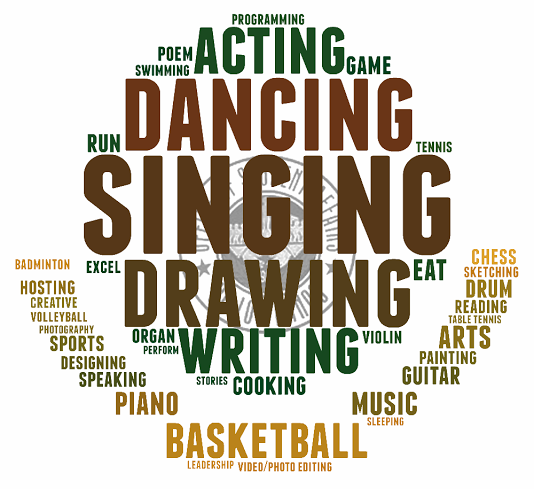 PROGRAMMING
POEM ACTING GAME
SWIMMING
DANCING
RUN TENNIS
SINGING
BADMINTON EXCEL DRAWING EAT CHESS
SKETCHING
HOSTING DRUM
CREATIVE READING
VOLLEYBALL TABLE TENNIS
PHOTOGRAPHY ORGAN WRITING VIOLIN ARTS
SPORTS PERFORM PAINTING
DESIGNING GUITAR
SPEAKING STORIES COOKING
PIANO MUSIC
SLEEPING
BASKETBALL
LEADERSHIP VIDEO/PHOTO EDITING